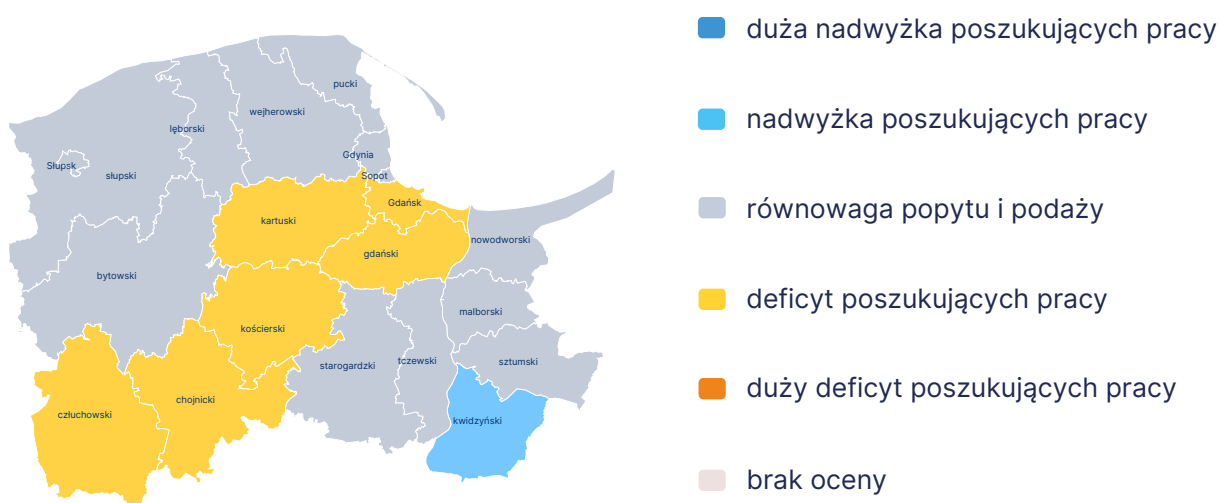 pucki
wejherowski
lęborski
Gdynia
Słupsk
słupski
Sopot
Gdańsk
kartuski
nowodworski
gdański
bytowski
malborski
kościerski
sztumski
tczewski
starogardzki
chojnicki
człuchowski
kwidzyński
duża nadwyżka poszukujących pracy
nadwyżka poszukujących pracy
równowaga popytu i podaży
deficyt poszukujących pracy
duży deficyt poszukujących pracy
brak oceny